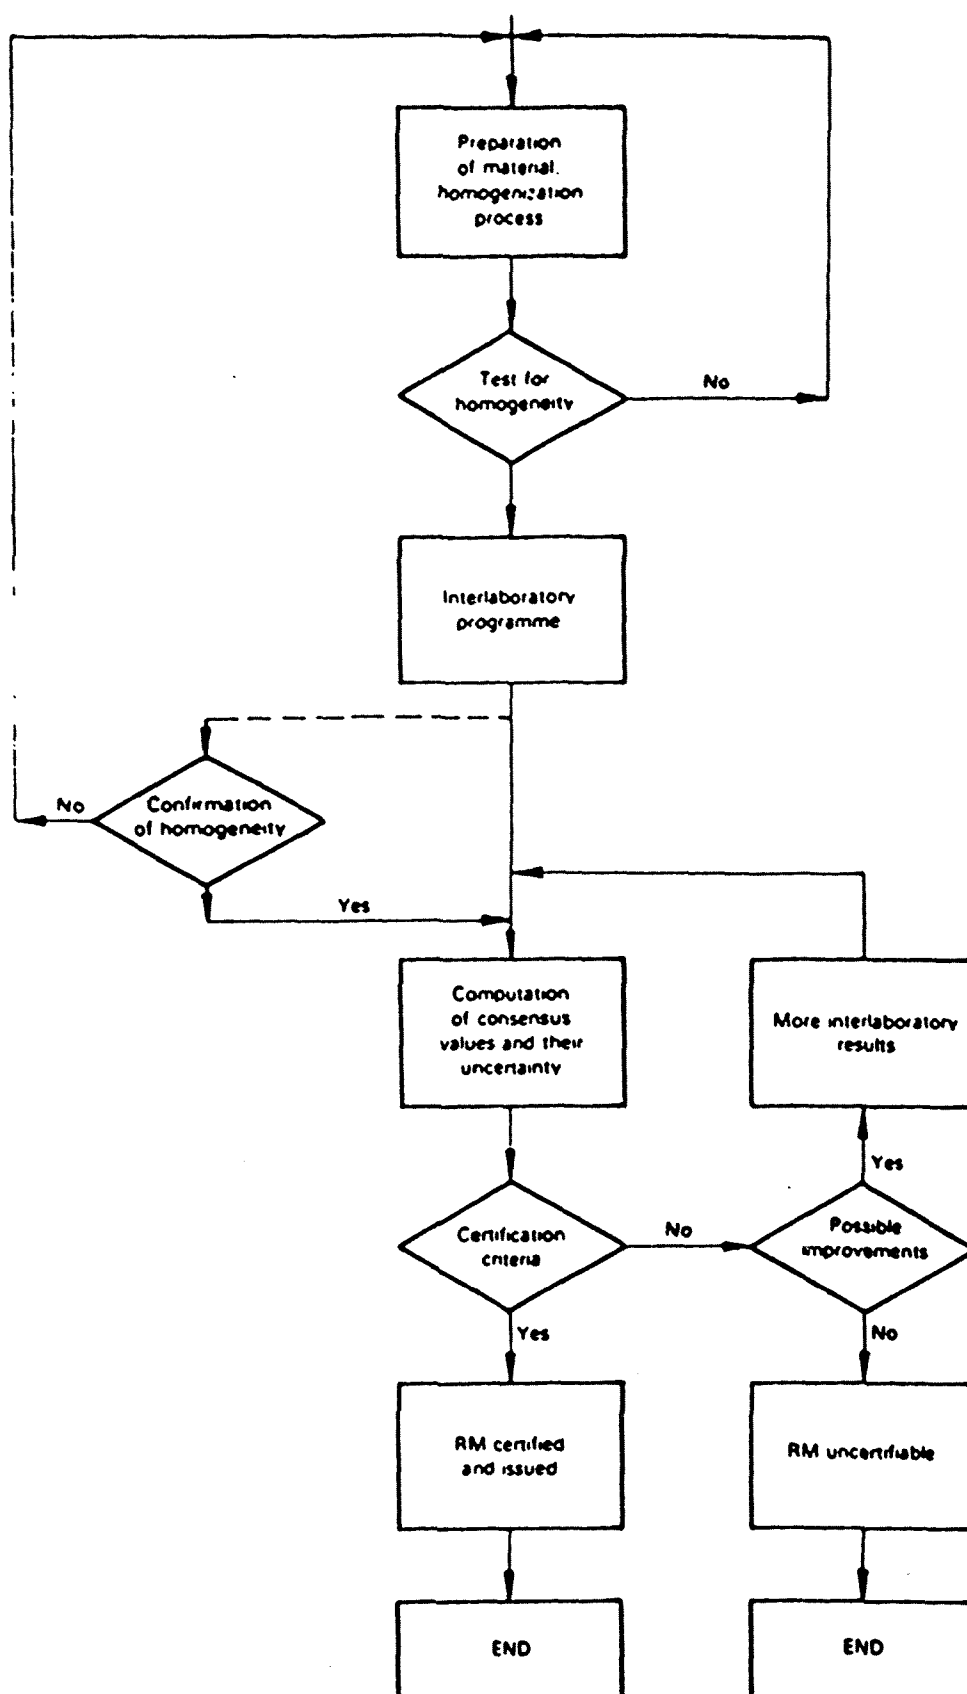 Preparation
of material,
homogenization
process
Test for
homogeneity
No
Interlaboratory
programme
No
Confirmation
of homogeneity
Yes
Computation
of consensus
values and their
uncertainty
More interlaboratory
results
Yes
Certification
criteria
No
Possible
improvements
Yes
No
RM certified
and issued
RM uncertifiable
END
END